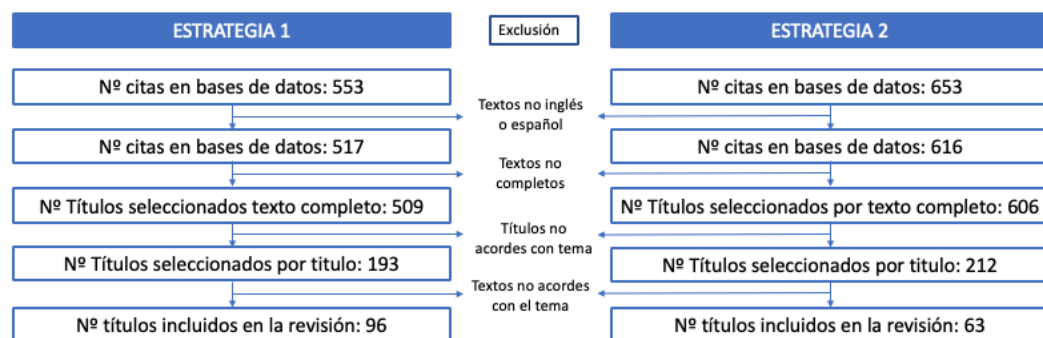 ESTRATEGIA 1
Exclusión
ESTRATEGIA 2
Nº citas en bases de datos: 553
Nº citas en bases de datos: 653
Textos no inglés
o español
Nº citas en bases de datos: 517
Nº citas en bases de datos: 616
Textos no
completos
Nº Títulos seleccionados texto completo: 509
Nº Títulos seleccionados por texto completo: 606
Títulos no
acordes con tema
Nº Títulos seleccionados por titulo: 193
Nº Títulos seleccionados por titulo: 212
Textos no acordes
con el tema
Nº títulos incluidos en la revisión: 96
Nº títulos incluidos en la revisión: 63